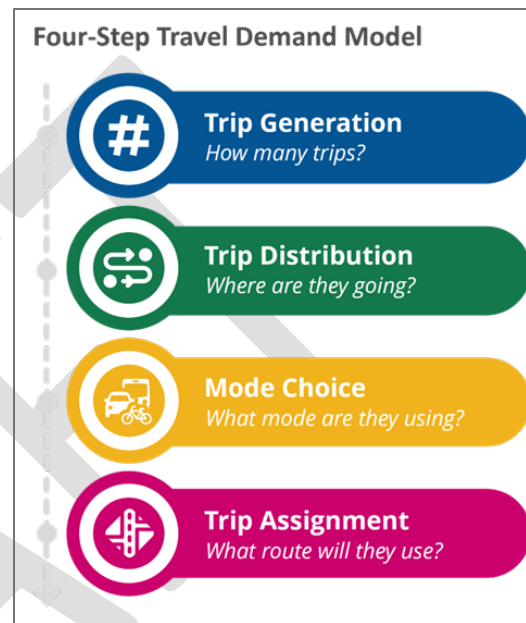 Four-Step Travel Demand Model
#
Trip Generation
How many trips?
Trip Distribution
Where are they going?
Mode Choice
What mode are they using?
Trip Assignment
What route will they use?